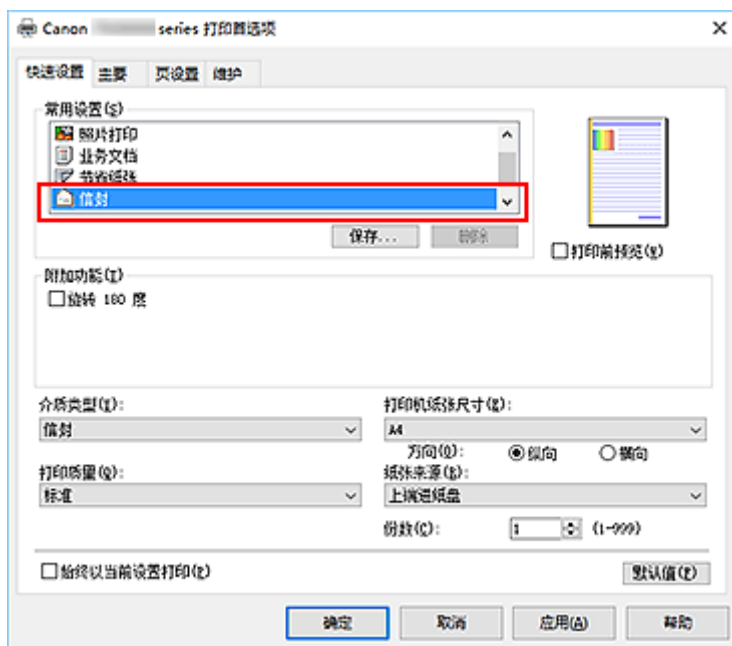 Canon series 打印首选项
快速设置 主要 页设置 维护
常用设置(S)
照片打印
业务文档
节省纸张
信封
保存... 删除
打印前预览(W)
附加功能(T)
旋转 180 度
介质类型(Y):
信封
打印机纸张尺寸(Z):
A4
方向(O): 纵向 横向
打印质量(Q):
标准
纸张来源(R):
上端进纸盘
份数(C): 1 (1-999)
始终以当前设置打印(K)
默认值(F)
确定 取消 应用(A) 帮助